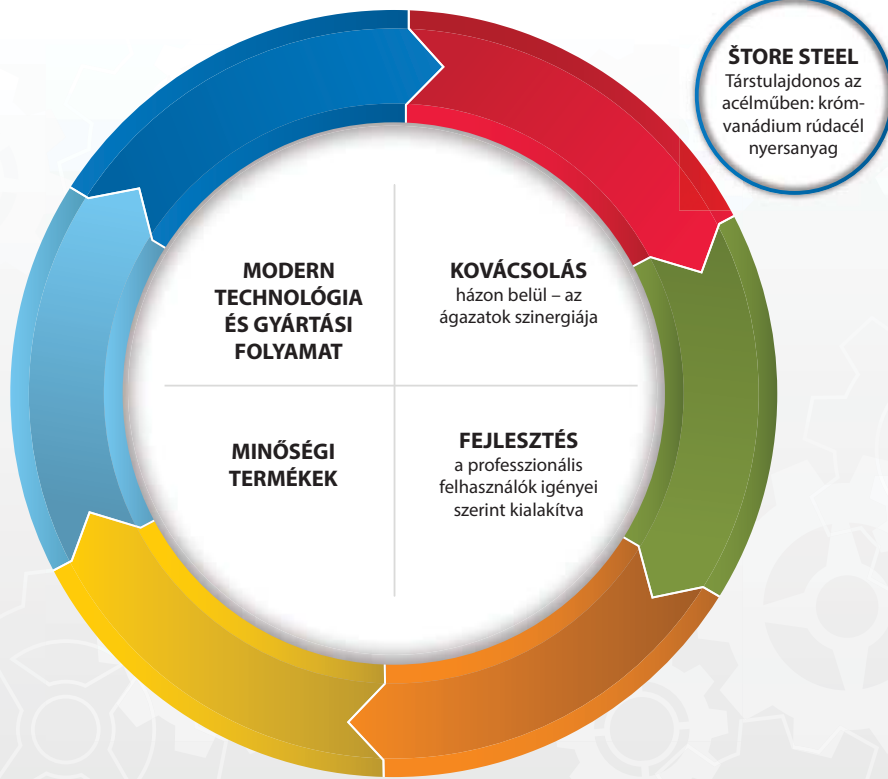 ŠTORE STEEL
Társtulajdonos az
acélműben: króm-
vanádium rúdacél
nyersanyag
MODERN
TECHNOLÓGIA
ÉS GYÁRTÁSI
FOLYAMAT
KOVÁCSOLÁS
házon belül – az
ágazatok szinergiája
MINŐSÉGI
TERMÉKEK
FEJLESZTÉS
a professzionális
felhasználók igényei
szerint kialakítva